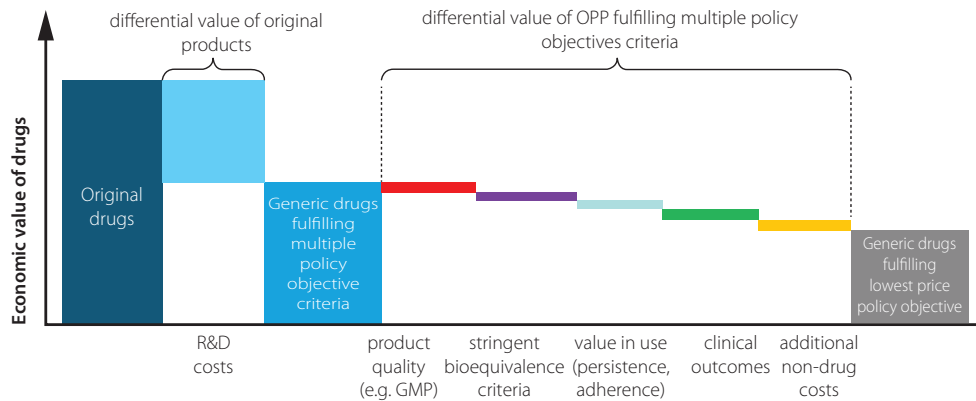 differential value of original
products
differential value of OPP fulfilling multiple policy
objectives criteria
Economic value of drugs
Original
drugs
Generic drugs
fulfilling
multiple
policy
objective
criteria
Generic drugs
fulfilling
lowest price
policy objective
R&D
costs
product
quality
(e.g. GMP)
stringent
bioequivalence
criteria
value in use
(persistence,
adherence)
clinical
outcomes
additional
non-drug
costs